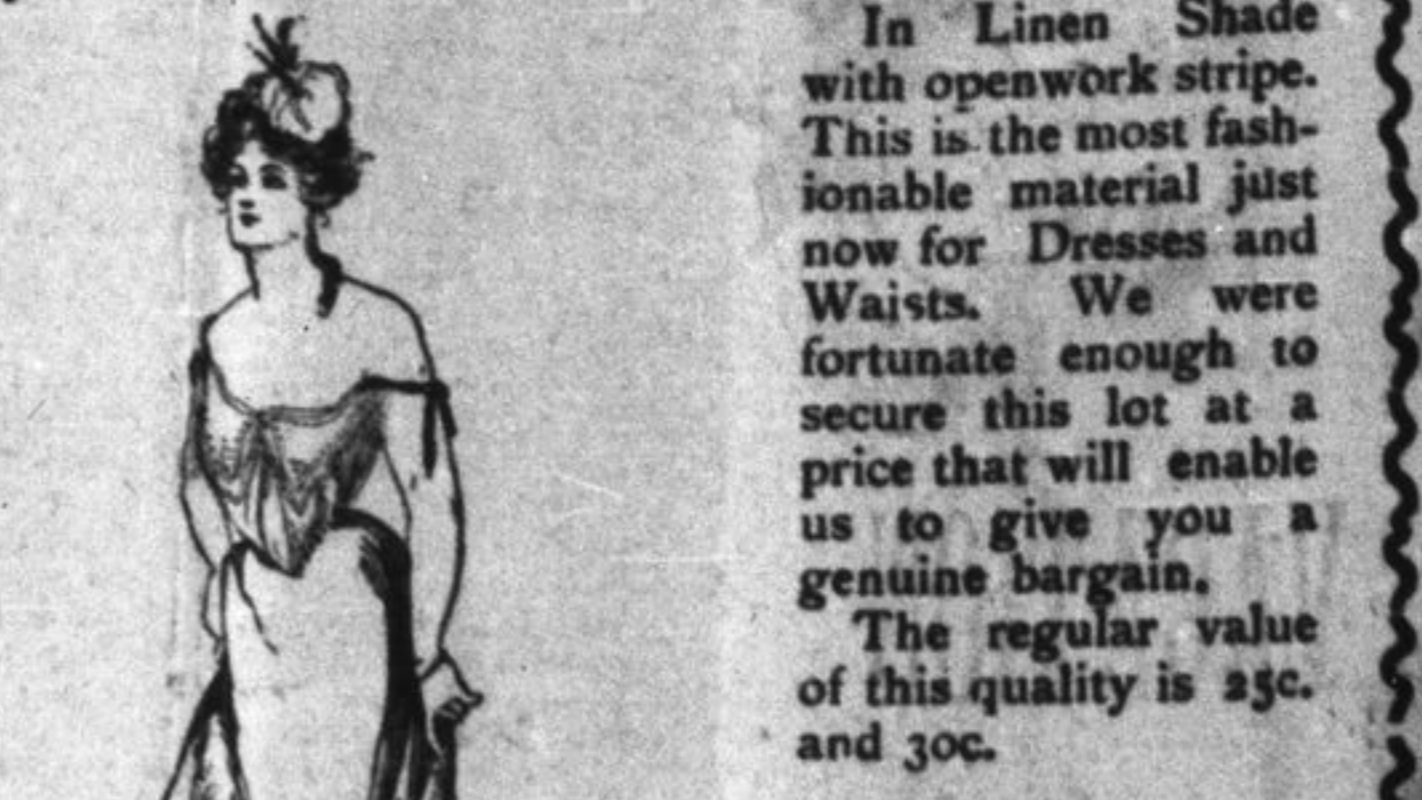 In Linen Shade
with openwork stripe.
This is the most fash-
ionable material just
now for Dresses and
Waists. We were
fortunate enough to
secure this lot at a
price that will enable
us to give you a
genuine bargain.
The regular value
of this quality is 25c.
and 30c.